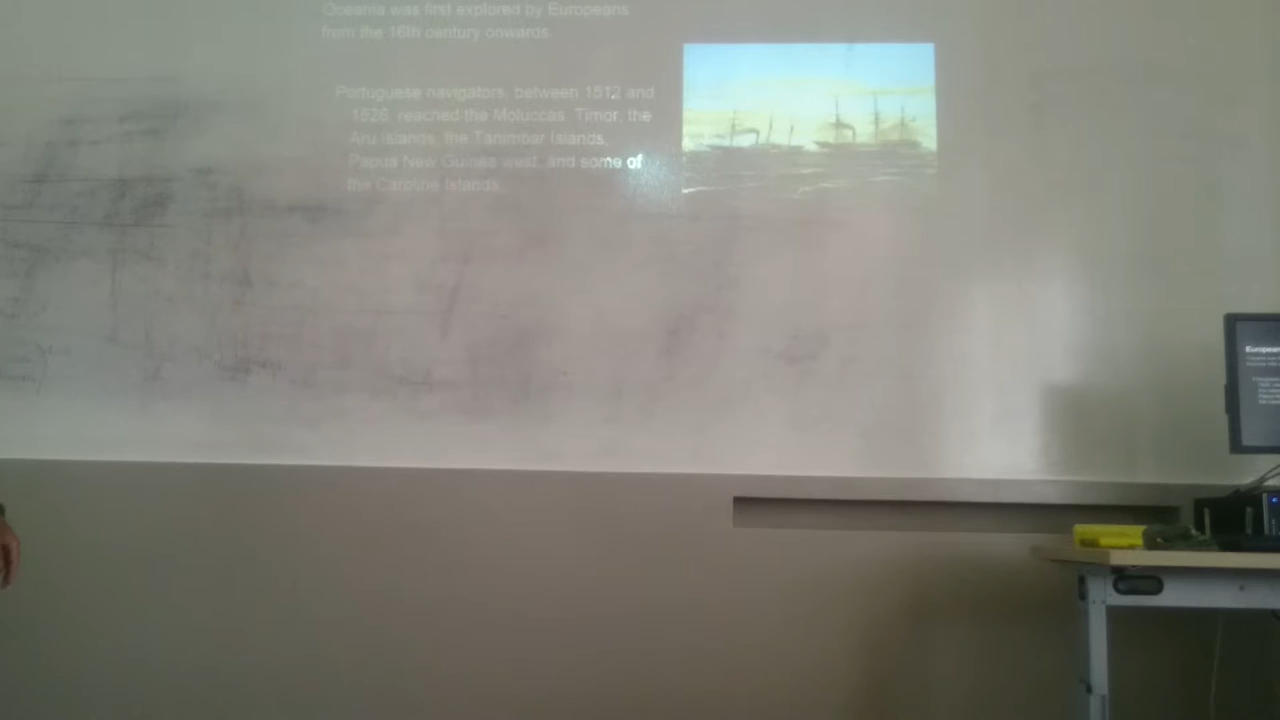 Oceania was first explored by Europeans
from the 16th century onwards.
Portuguese navigators, between 1512 and
1526, reached the Moluccas, Timor, the
Aru Islands, the Tanimbar Islands,
Papua New Guinea west, and some of
the Caroline Islands.
European